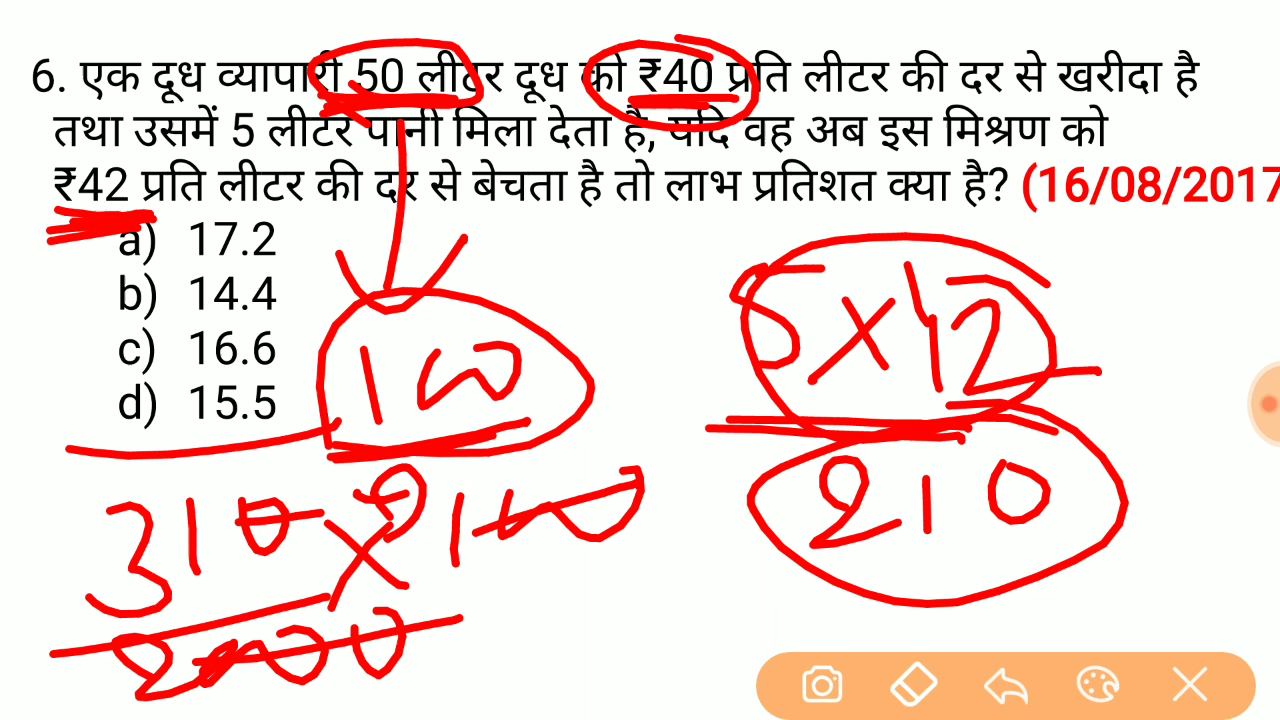 6. एक दूध व्यापारी 50 लीटर दूध को ₹40 प्रति लीटर की दर से खरीदा है
तथा उसमें 5 लीटर पानी मिला देता है, यदि वह अब इस मिश्रण को
₹42 प्रति लीटर की दर से बेचता है तो लाभ प्रतिशत क्या है? (16/08/2017
a) 17.2
b) 14.4
c) 16.6
d) 15.5
100
5 x 42
210
310 x 100
2000